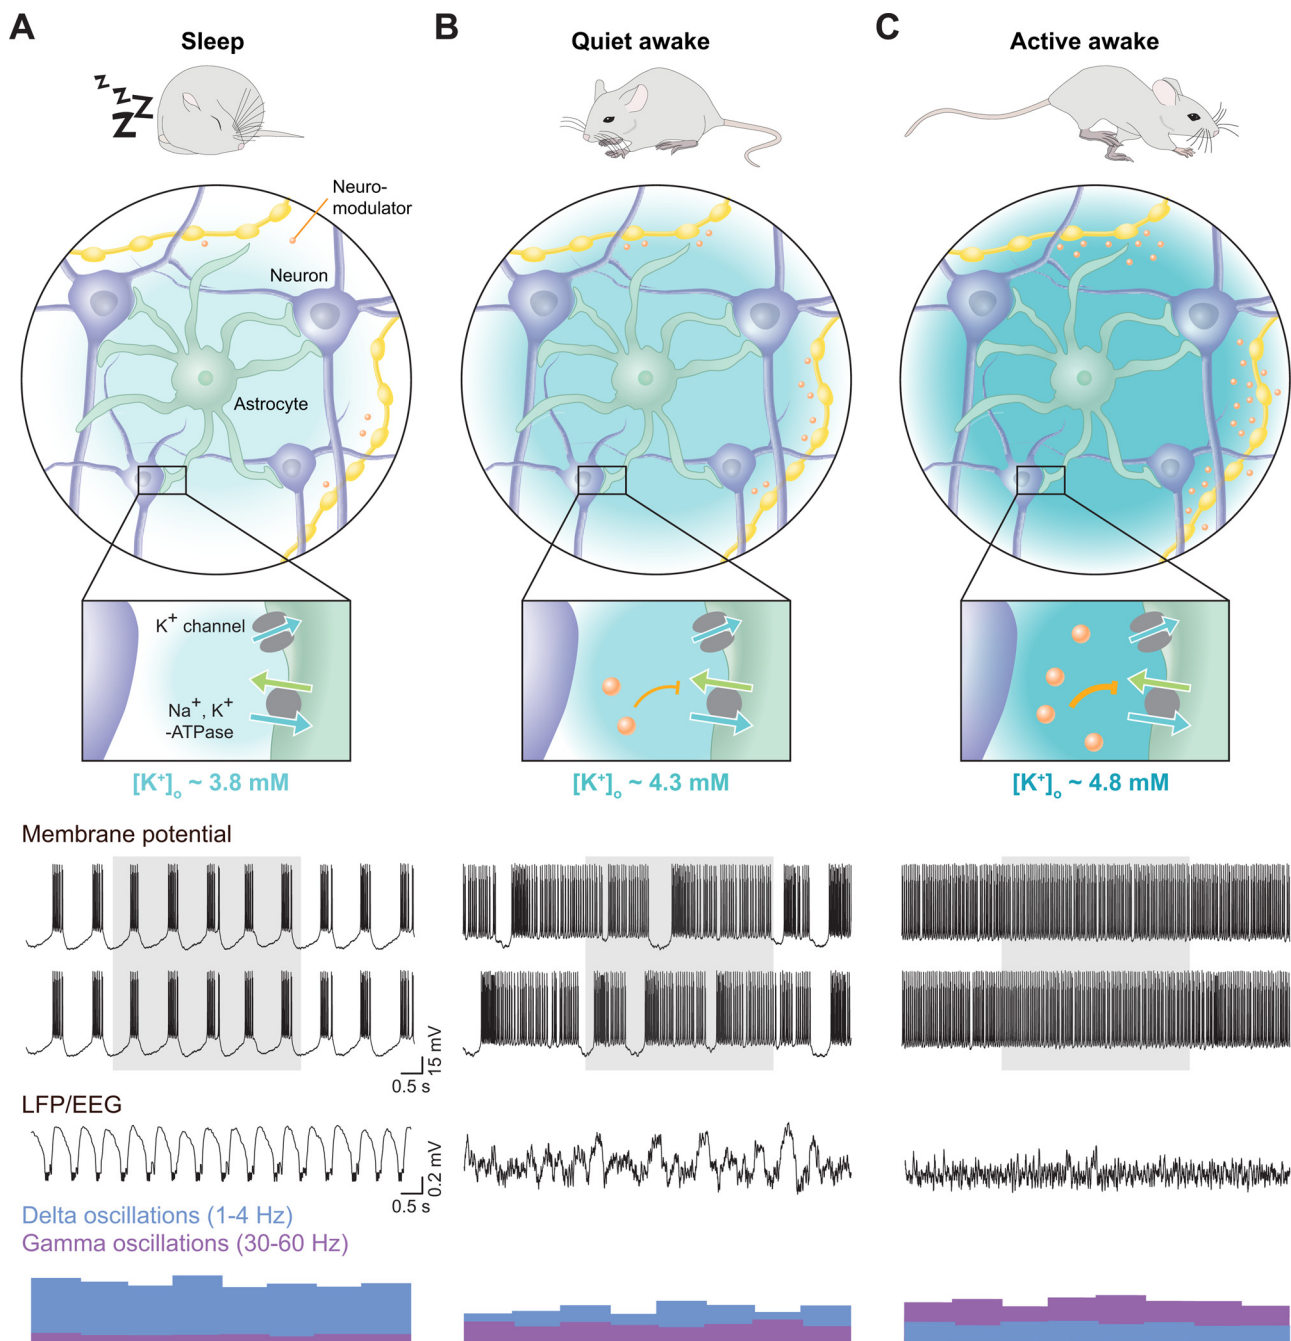 A
Sleep
B
Quiet awake
C
Active awake
z
z
z
z
Neuro-
modulator
Neuron
Astrocyte
K+ channel
Na+, K+
-ATPase
[K+]o ~ 3.8 mM
[K+]o ~ 4.3 mM
[K+]o ~ 4.8 mM
Membrane potential
15 mV
0.5 s
LFP/EEG
0.2 mV
0.5 s
Delta oscillations (1-4 Hz)
Gamma oscillations (30-60 Hz)